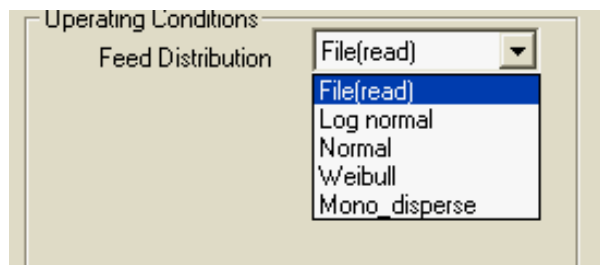 Operating Conditions
Feed Distribution File(read)
File(read)
Log normal
Normal
Weibull
Mono_disperse